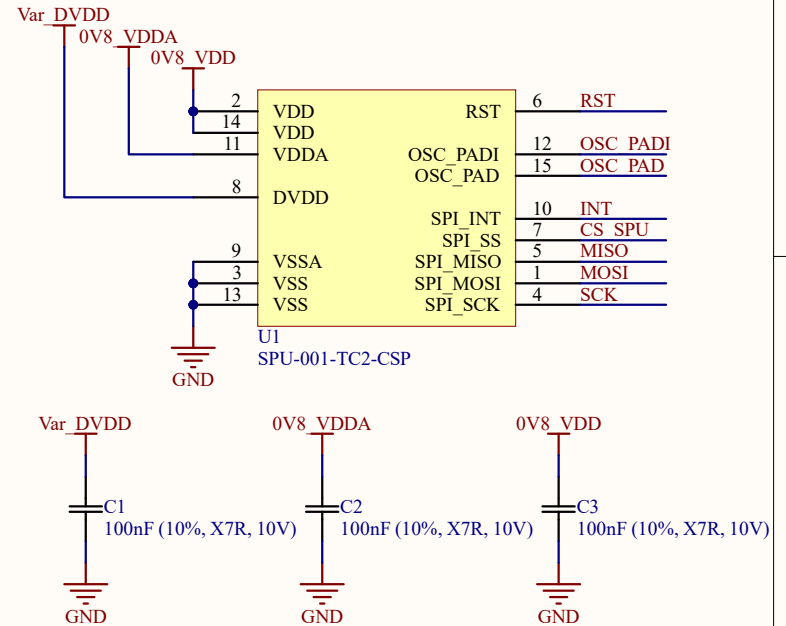 Var_DVDD
0V8_VDDA
0V8_VDD
2 VDD
14 VDD
11 VDDA
8 DVDD
9 VSSA
3 VSS
13 VSS
RST 6 RST
OSC_PADI 12 OSC_PADI
OSC_PAD 15 OSC_PAD
SPI_INT 10 INT
SPI_SS 7 CS_SPU
SPI_MISO 5 MISO
SPI_MOSI 1 MOSI
SPI_SCK 4 SCK
U1
SPU-001-TC2-CSP
GND
Var_DVDD
C1
100nF (10%, X7R, 10V)
GND
0V8_VDDA
C2
100nF (10%, X7R, 10V)
GND
0V8_VDD
C3
100nF (10%, X7R, 10V)
GND